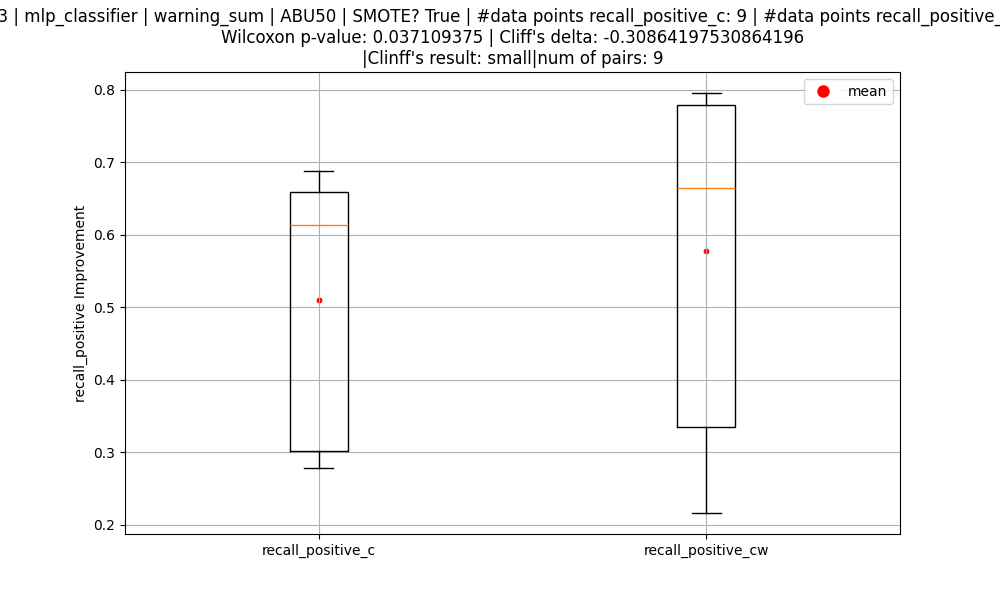 3 | mlp_classifier | warning_sum | ABU50 | SMOTE? True | #data points recall_positive_c: 9 | #data points recall_positive_
Wilcoxon p-value: 0.037109375 | Cliff's delta: -0.30864197530864196
|Clinff's result: small|num of pairs: 9
mean
0.8
0.7
0.6
0.5
0.4
0.3
0.2
recall_positive Improvement
recall_positive_c
recall_positive_cw